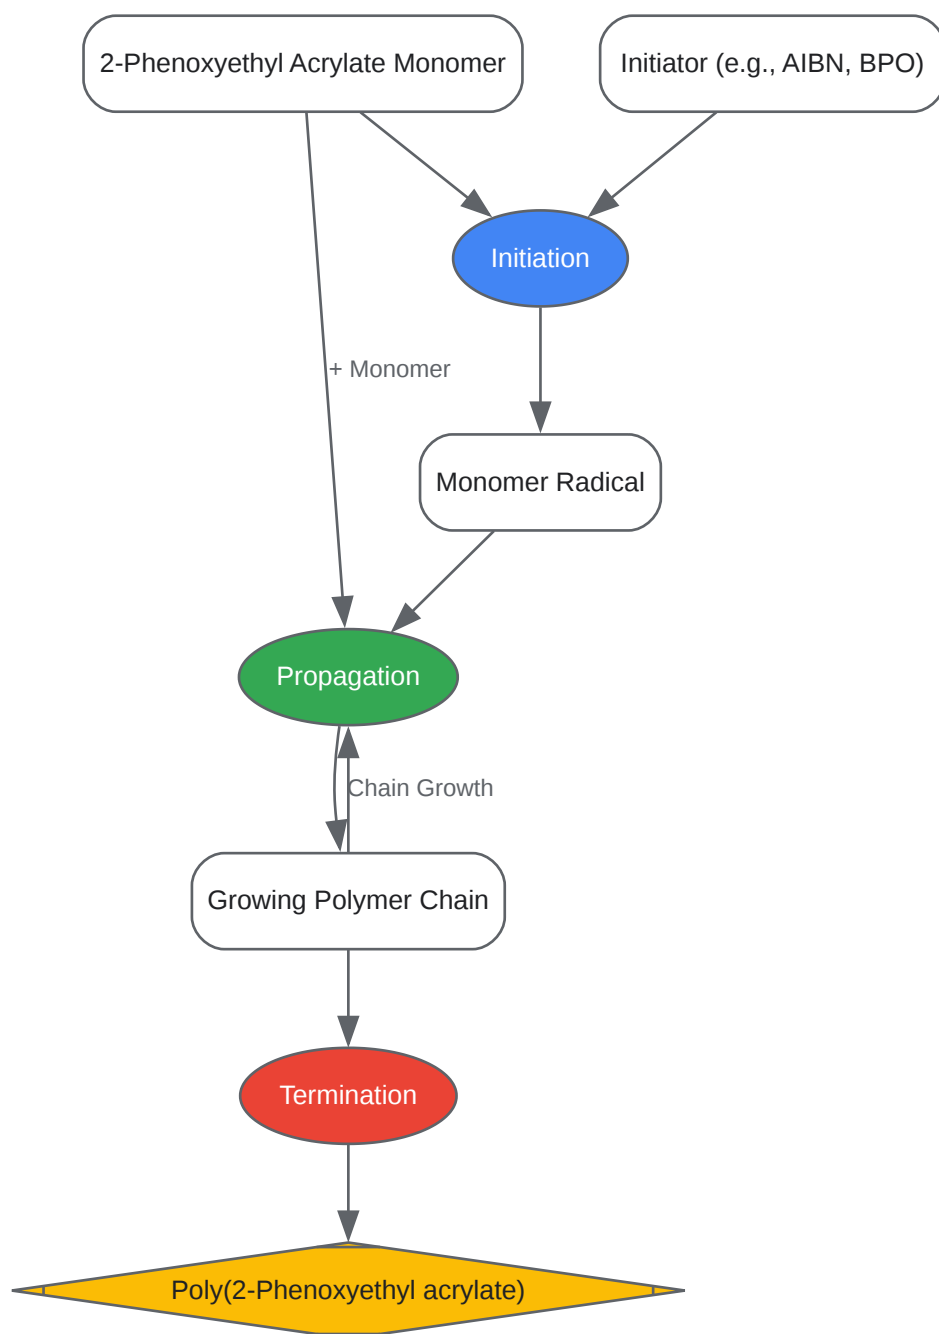 2-Phenoxyethyl Acrylate Monomer
Initiator (e.g., AIBN, BPO)
Initiation
+ Monomer
Monomer Radical
Propagation
Chain Growth
Growing Polymer Chain
Termination
Poly(2-Phenoxyethyl acrylate)